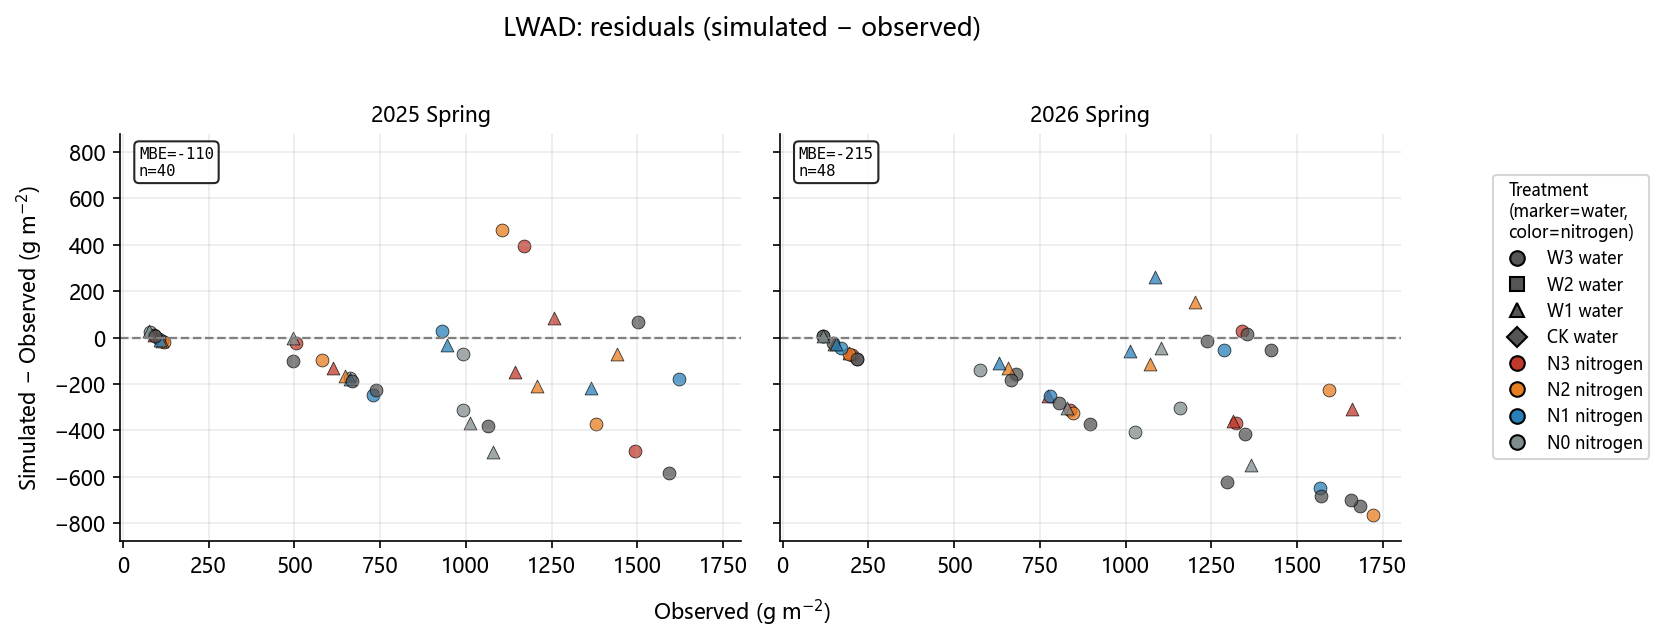 LWAD: residuals (simulated − observed)
2025 Spring
2026 Spring
MBE=-110
n=40
MBE=-215
n=48
Simulated − Observed (g m⁻²)
800
600
400
200
0
−200
−400
−600
−800
0 250 500 750 1000 1250 1500 1750
0 250 500 750 1000 1250 1500 1750
Observed (g m⁻²)
Treatment
(marker=water,
color=nitrogen)
W3 water
W2 water
W1 water
CK water
N3 nitrogen
N2 nitrogen
N1 nitrogen
N0 nitrogen